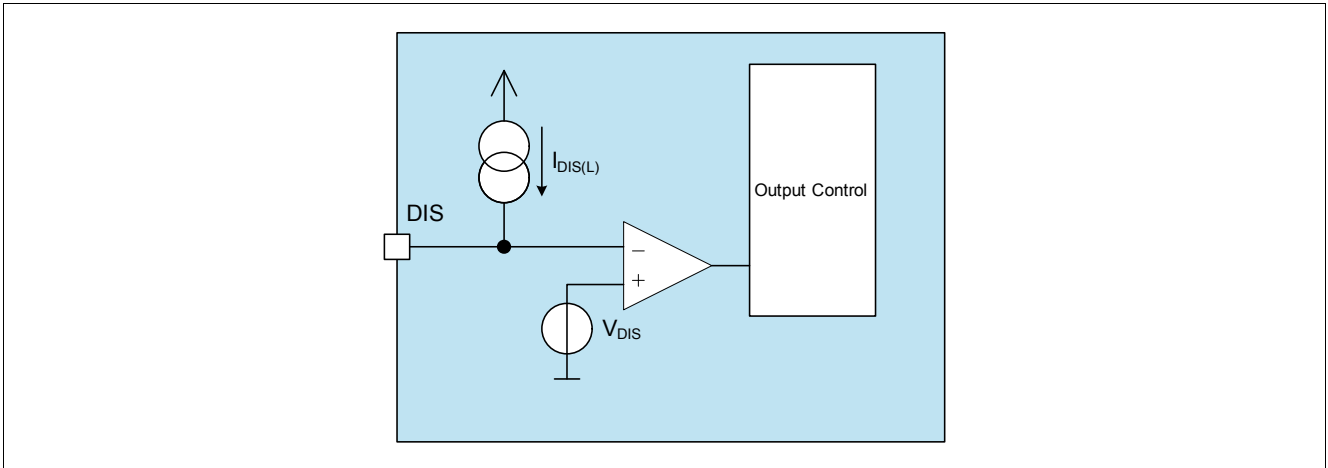 I_DIS(L)
Output Control
DIS
−
+
V_DIS